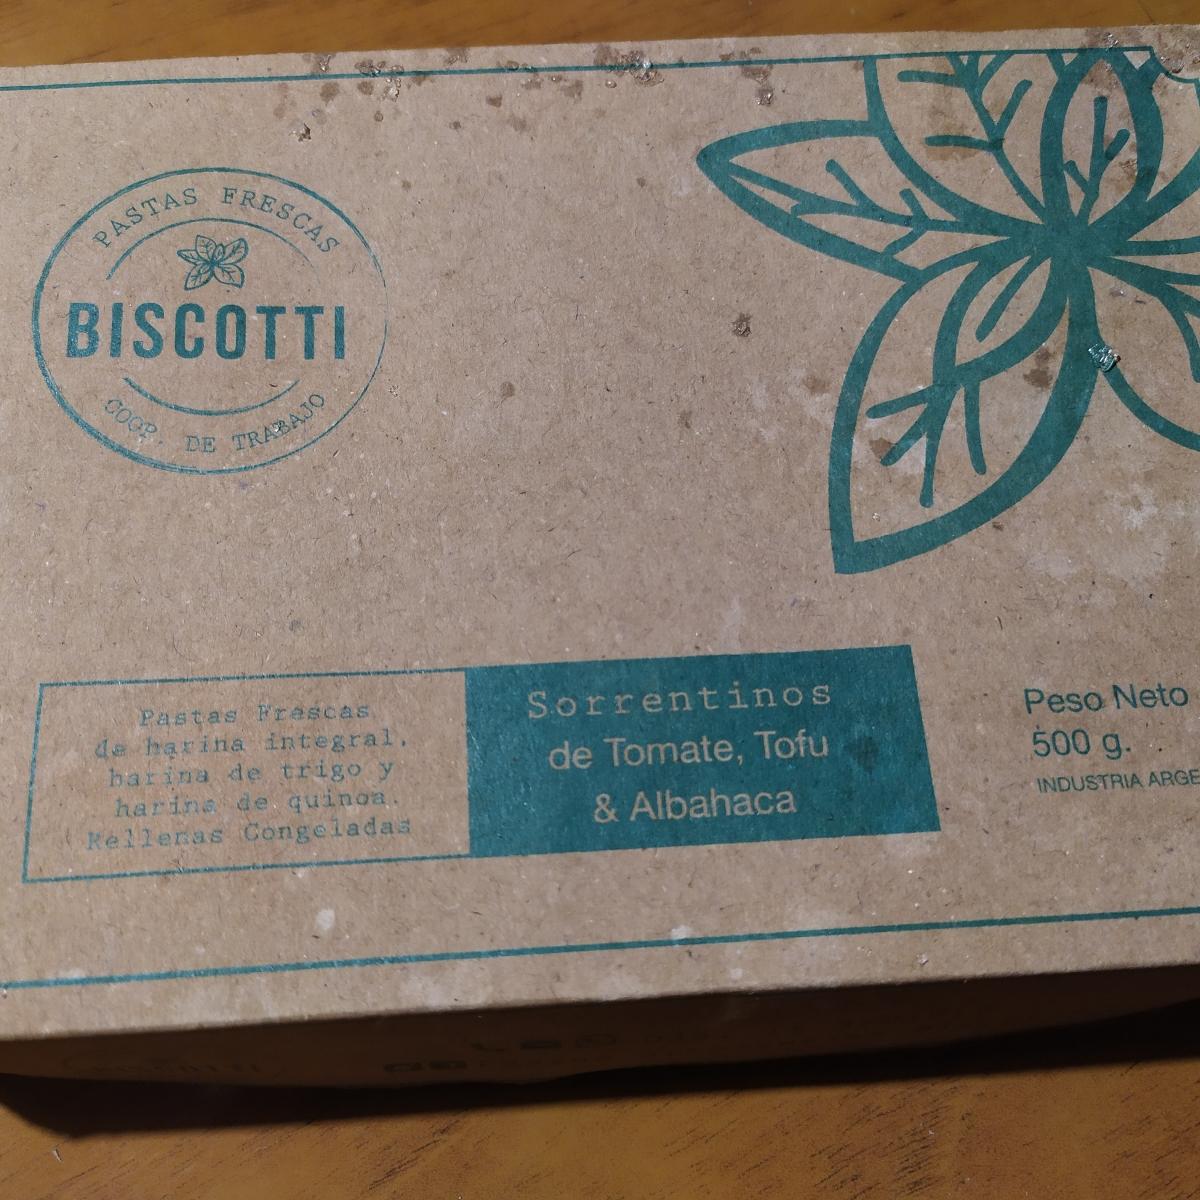 PASTAS FRESCAS
BISCOTTI
COOP. DE TRABAJO
Pastas Frescas
de harina integral,
harina de trigo y
harina de quinoa.
Rellenas Congeladas
Sorrentinos
de Tomate, Tofu
& Albahaca
Peso Neto
500 g.
INDUSTRIA ARGE